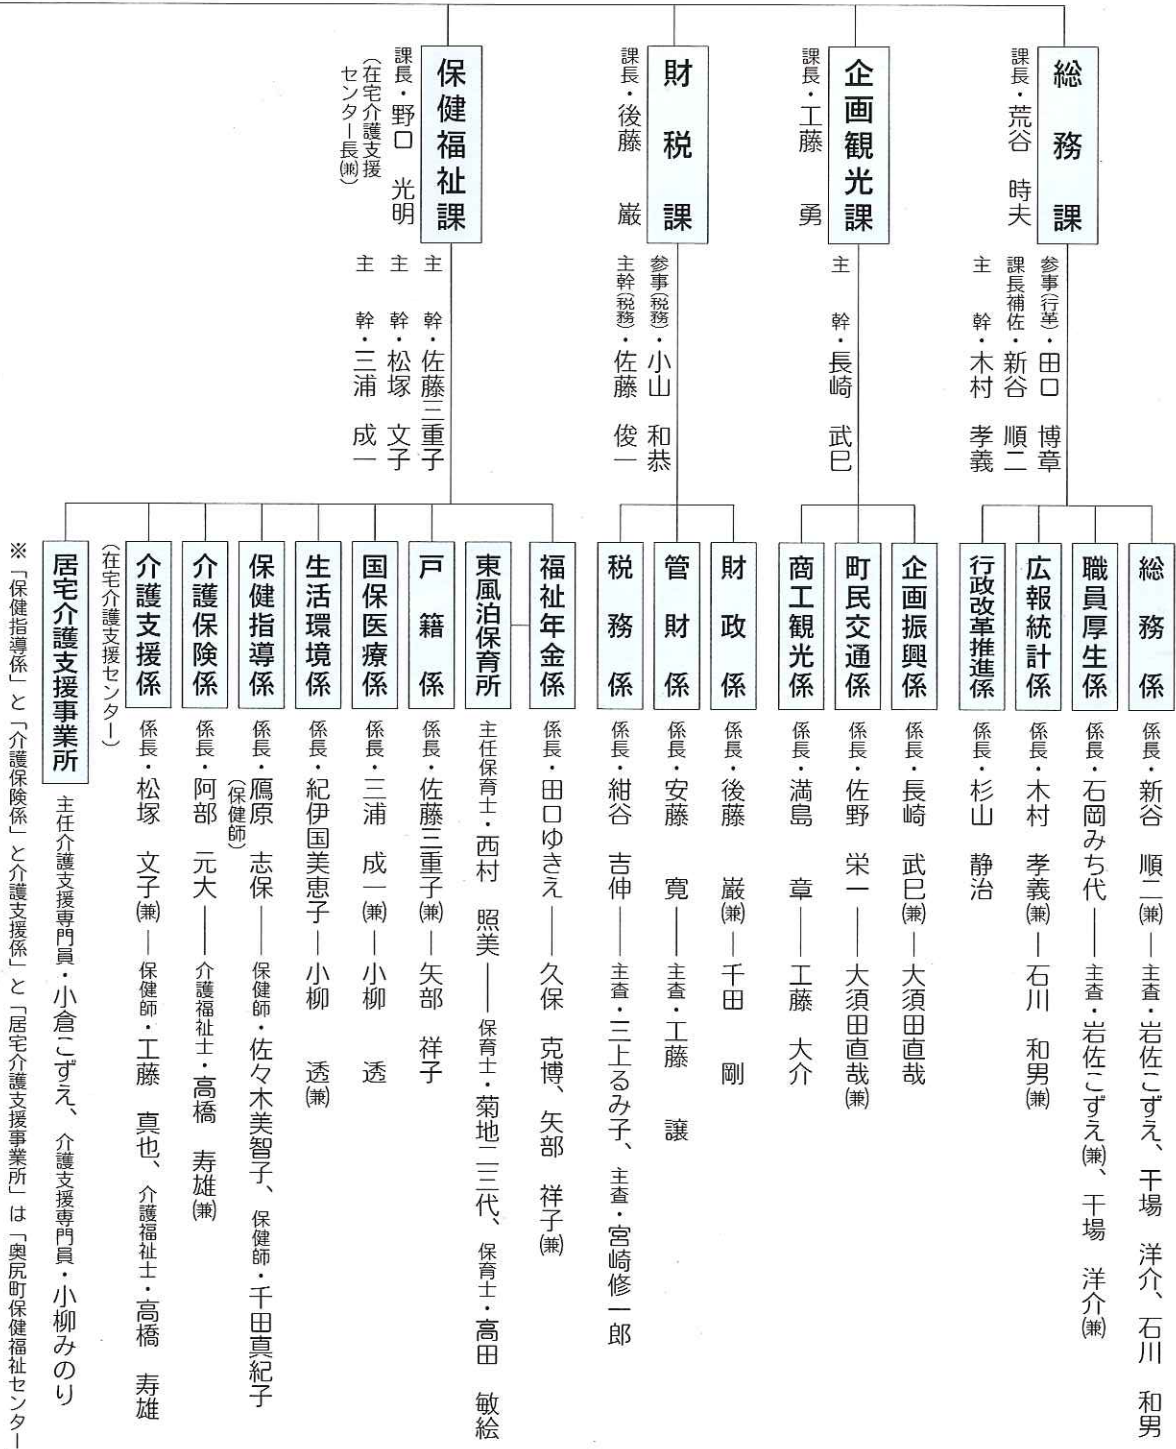 総務課
課長・荒谷 時夫
参事(行革)・田口 博章
課長補佐・新谷 順二
主幹・木村 孝義
総務係
係長・新谷 順二(兼)―主査・岩佐こずえ、干場 洋介、石川 和男
職員厚生係
係長・石岡みち代―主査・岩佐こずえ(兼)、干場 洋介(兼)
広報統計係
係長・木村 孝義(兼)―石川 和男(兼)
行政改革推進係
係長・杉山 静治
企画観光課
課長・工藤 勇
主幹・長崎 武巳
企画振興係
係長・長崎 武巳(兼)―大須田直哉
町民交通係
係長・佐野 栄一―大須田直哉(兼)
商工観光係
係長・満島 章―工藤 大介
財税課
課長・後藤 巌
参事(税務)・小山 和恭
主幹(税務)・佐藤 俊一
財政係
係長・後藤 巌(兼)―千田 剛
管財係
係長・安藤 寛―主査・工藤 譲
税務係
係長・紺谷 吉伸―主査・三上るみ子、主査・宮崎修一郎
保健福祉課
課長・野口 光明
(在宅介護支援
センター長(兼))
主幹・佐藤三重子
主幹・松塚 文子
主幹・三浦 成一
福祉年金係
係長・田口ゆきえ―久保 克博、矢部 祥子(兼)
東風泊保育所
主任保育士・西村 照美―保育士・菊地二三代、保育士・高田 敏絵
戸籍係
係長・佐藤三重子(兼)―矢部 祥子
国保医療係
係長・三浦 成一(兼)―小柳 透
生活環境係
係長・紀伊国美恵子―小柳 透(兼)
保健指導係
係長・鴈原 志保―保健師・佐々木美智子、保健師・千田真紀子
(保健師)
介護保険係
係長・阿部 元大―介護福祉士・高橋 寿雄(兼)
介護支援係
係長・松塚 文子(兼)―保健師・工藤 真也、介護福祉士・高橋 寿雄
(在宅介護支援センター)
居宅介護支援事業所
主任介護支援専門員・小倉こずえ、介護支援専門員・小柳みのり
※「保健指導係」と「介護保険係」と介護支援係」と「居宅介護支援事業所」は「奥尻町保健福祉センター